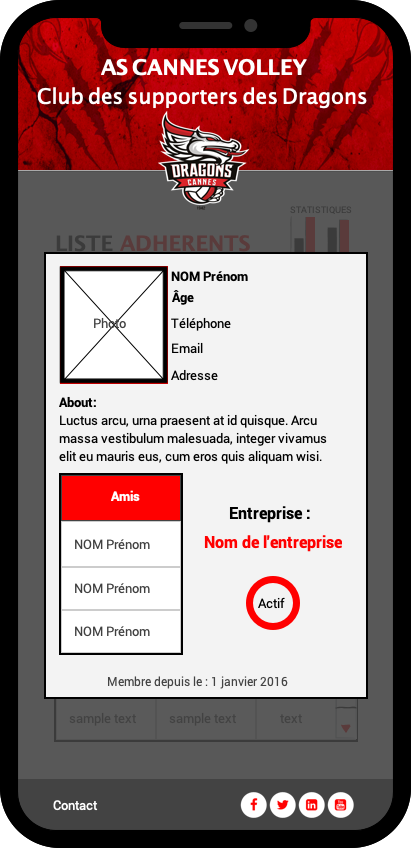 AS CANNES VOLLEY
Club des supporters des Dragons
DRAGONS
CANNES
STATISTIQUES
LISTE ADHERENTS
Photo
NOM Prénom
Âge
Téléphone
Email
Adresse
About:
Luctus arcu, urna praesent at id quisque. Arcu
massa vestibulum malesuada, integer vivamus
elit eu mauris eus, cum eros quis aliquam wisi.
Amis
NOM Prénom
NOM Prénom
NOM Prénom
Entreprise :
Nom de l'entreprise
Actif
Membre depuis le : 1 janvier 2016
sample text sample text text
Contact